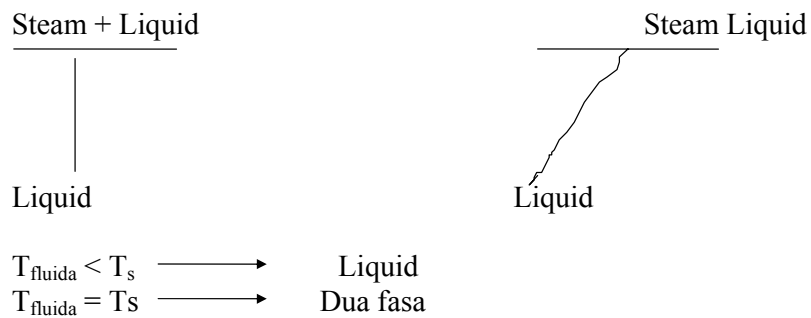 Steam + Liquid
Steam Liquid
Liquid
Liquid
T_fluida < T_s → Liquid
T_fluida = Ts → Dua fasa